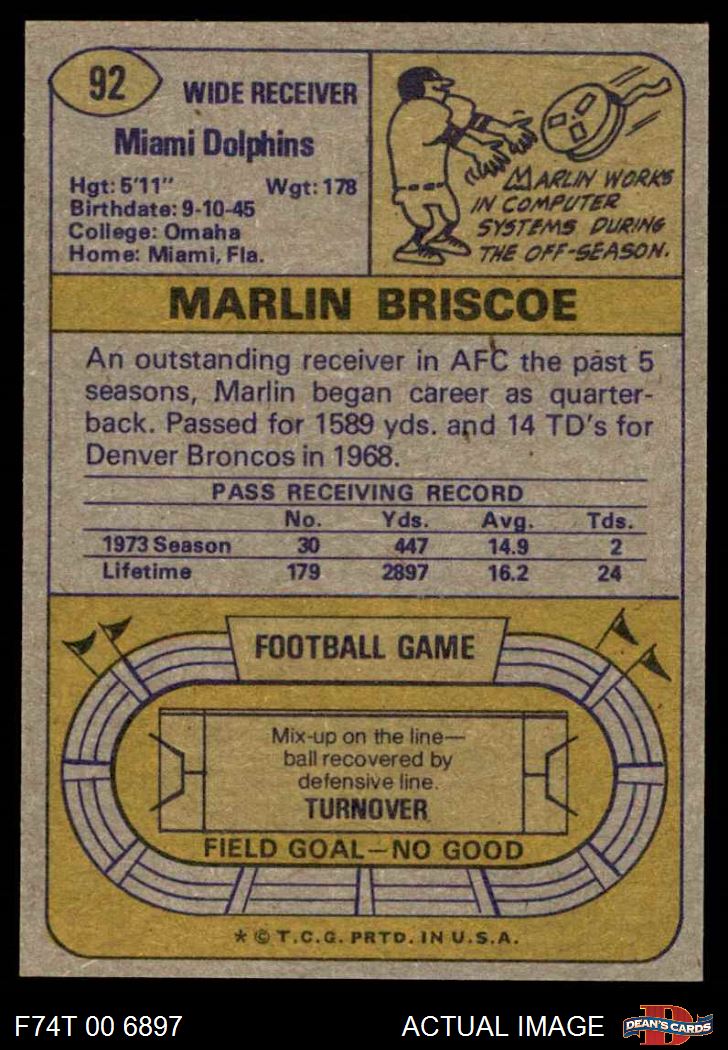 92
WIDE RECEIVER
Miami Dolphins
Hgt: 5'11" Wgt: 178
Birthdate: 9-10-45
College: Omaha
Home: Miami, Fla.
MARLIN WORKS
IN COMPUTER
SYSTEMS DURING
THE OFF-SEASON.
MARLIN BRISCOE
An outstanding receiver in AFC the past 5
seasons, Marlin began career as quarter-
back. Passed for 1589 yds. and 14 TD's for
Denver Broncos in 1968.
PASS RECEIVING RECORD
No. Yds. Avg. Tds.
1973 Season 30 447 14.9 2
Lifetime 179 2897 16.2 24
FOOTBALL GAME
Mix-up on the line—
ball recovered by
defensive line.
TURNOVER
FIELD GOAL—NO GOOD
* © T.C.G. PRTD. IN U.S.A.
F74T 00 6897 ACTUAL IMAGE
D
DEAN'S CARDS